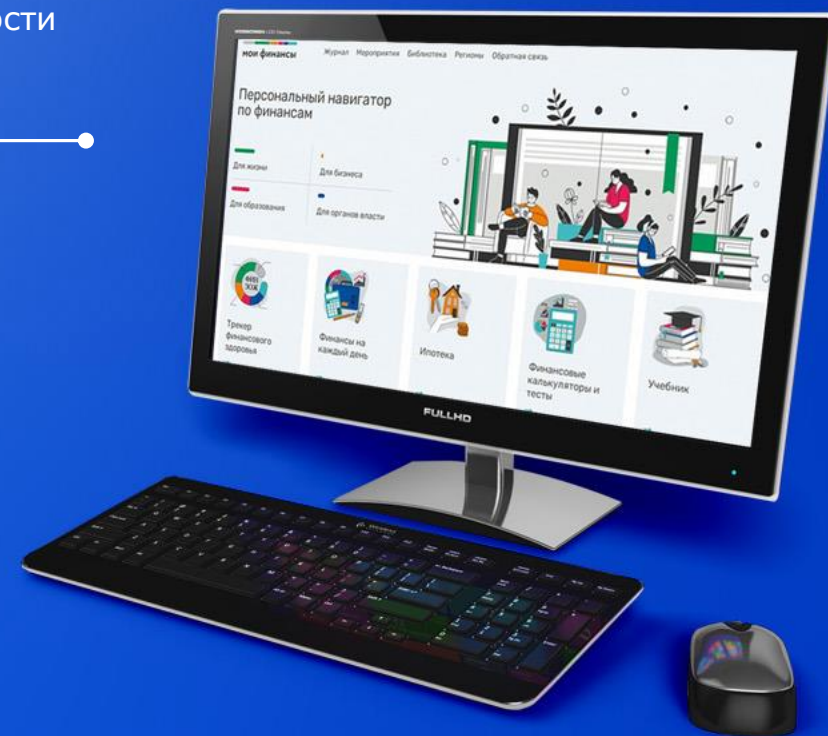 ости
мои финансы
Журнал Мероприятия Библиотека Регионы Обратная связь
Персональный навигатор
по финансам
Для жизни
Для бизнеса
Для образования
Для органов власти
Трекер
финансового
здоровья
Финансы на
каждый день
Ипотека
Финансовые
калькуляторы и
тесты
Учебник
FULLHD